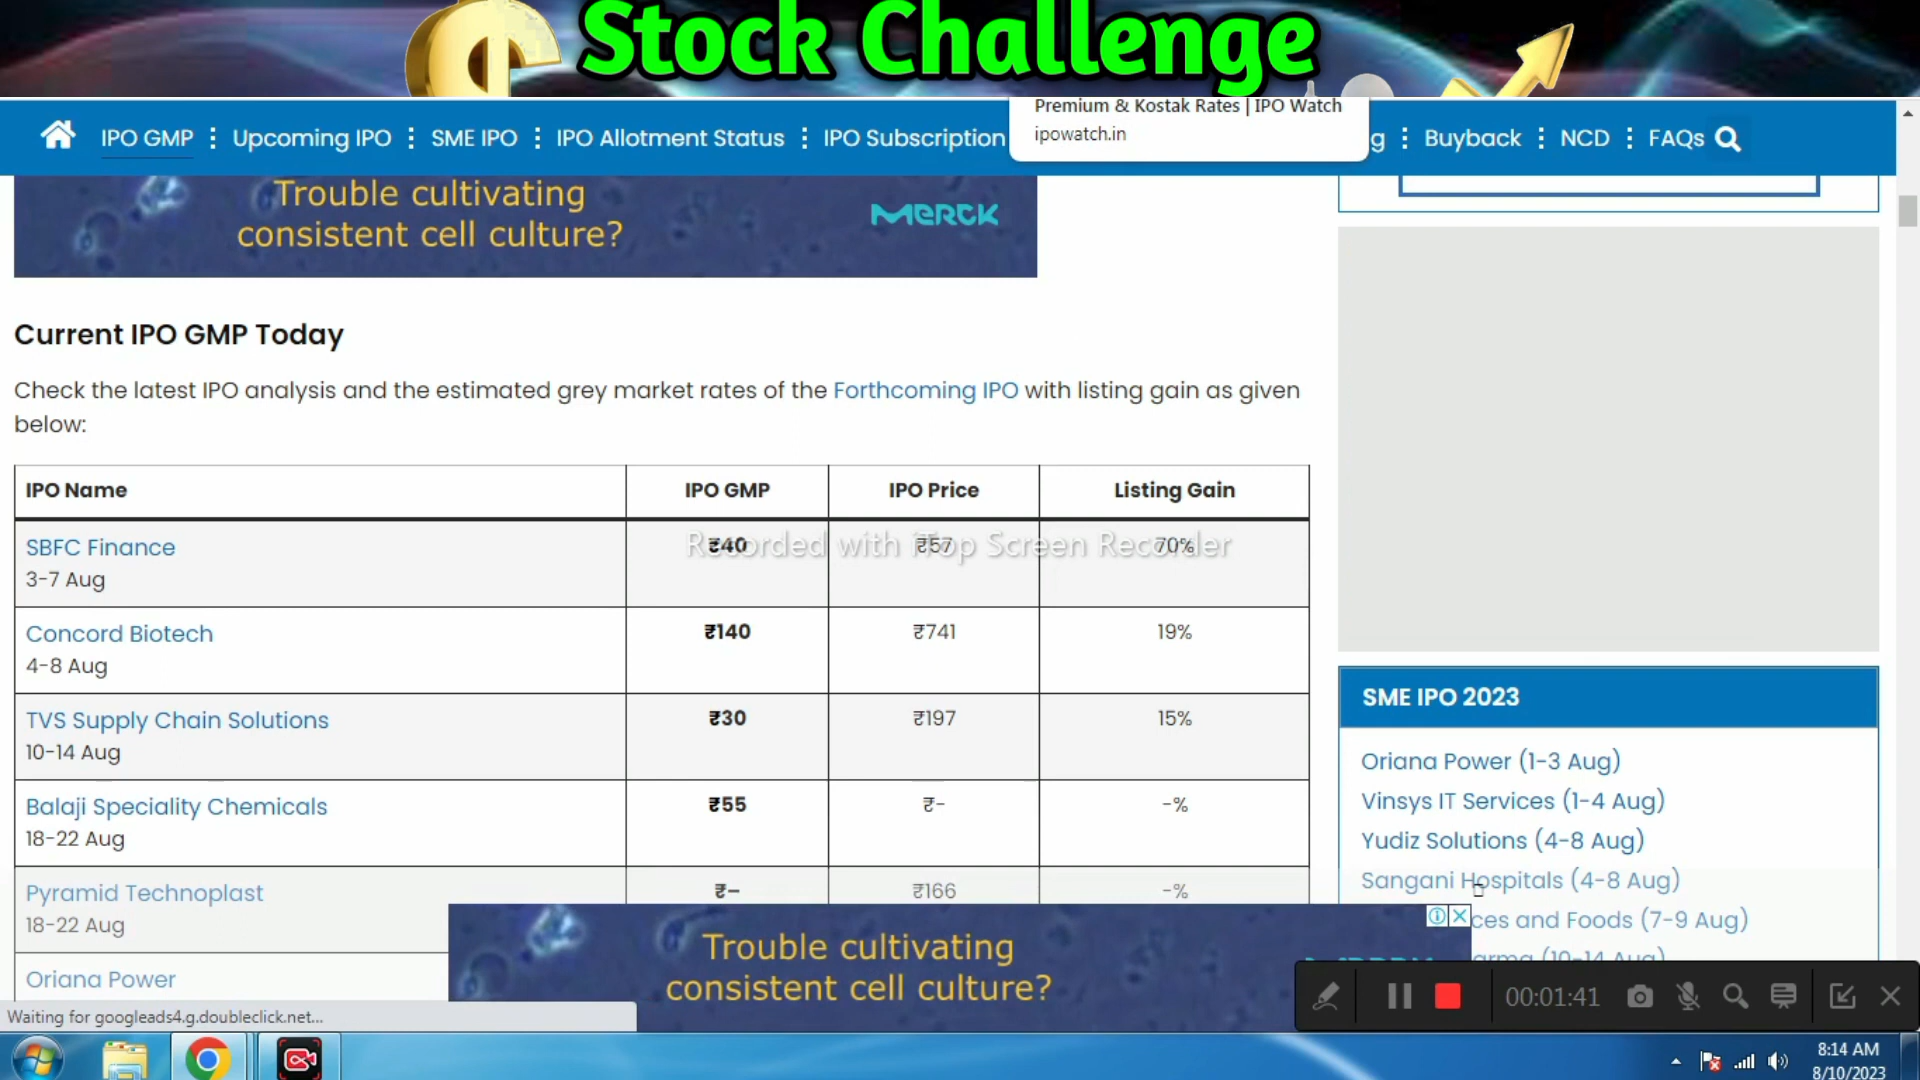 Stock Challenge
Premium & Kostak Rates | IPO Watch
ipowatch.in
IPO GMP ⋮ Upcoming IPO ⋮ SME IPO ⋮ IPO Allotment Status ⋮ IPO Subscription
g ⋮ Buyback ⋮ NCD ⋮ FAQs
Trouble cultivating
consistent cell culture?
MERCK
Current IPO GMP Today
Check the latest IPO analysis and the estimated grey market rates of the Forthcoming IPO with listing gain as given
below:
IPO Name IPO GMP IPO Price Listing Gain
SBFC Finance ₹40 ₹57 70%
3-7 Aug
Recorded with iTop Screen Recorder
Concord Biotech ₹140 ₹741 19%
4-8 Aug
TVS Supply Chain Solutions ₹30 ₹197 15%
10-14 Aug
Balaji Speciality Chemicals ₹55 ₹- -%
18-22 Aug
Pyramid Technoplast ₹- ₹166 -%
18-22 Aug
Oriana Power
SME IPO 2023
Oriana Power (1-3 Aug)
Vinsys IT Services (1-4 Aug)
Yudiz Solutions (4-8 Aug)
Sangani Hospitals (4-8 Aug)
ces and Foods (7-9 Aug)
arma (10-14 Aug)
Trouble cultivating
consistent cell culture?
00:01:41
Waiting for googleads4.g.doubleclick.net...
8:14 AM
8/10/2023